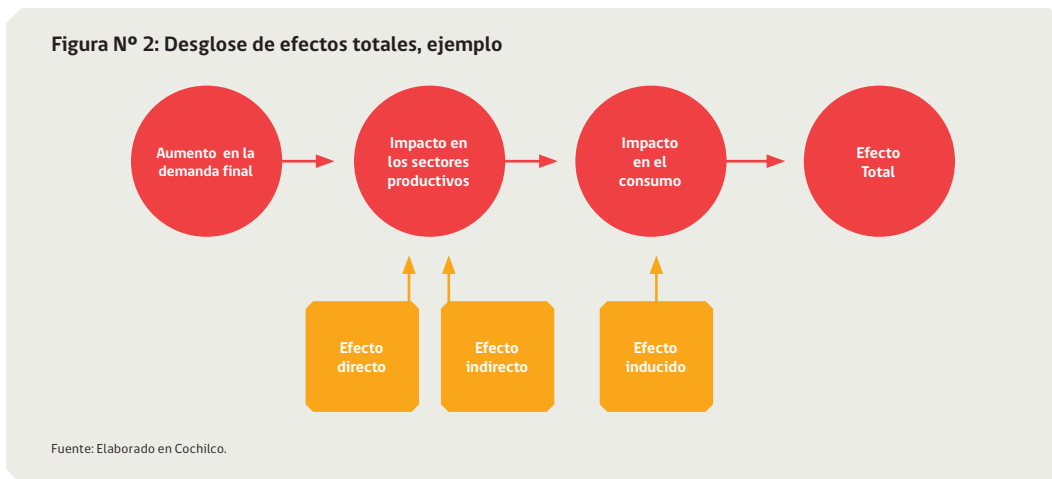 Figura Nº 2: Desglose de efectos totales, ejemplo
Aumento en la
demanda final
Impacto en
los sectores
productivos
Impacto
en el
consumo
Efecto
Total
Efecto
directo
Efecto
indirecto
Efecto
inducido
Fuente: Elaborado en Cochilco.